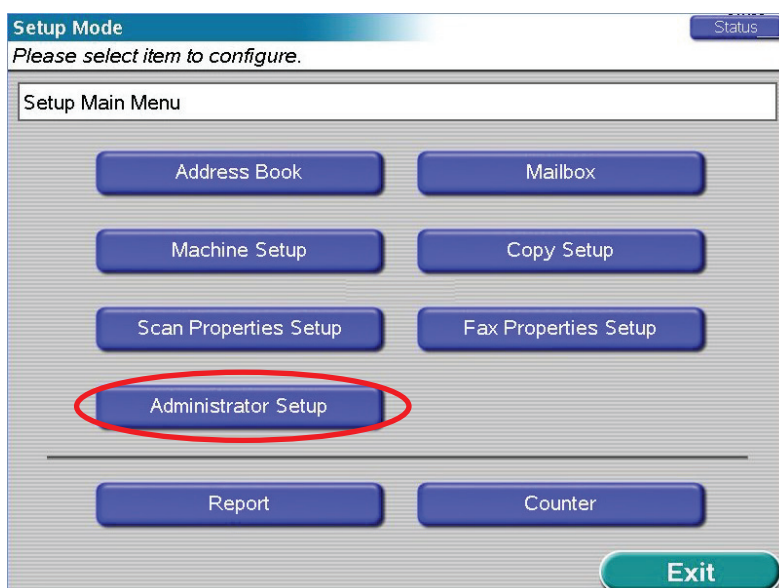 Setup Mode
Status
Please select item to configure.
Setup Main Menu
Address Book
Mailbox
Machine Setup
Copy Setup
Scan Properties Setup
Fax Properties Setup
Administrator Setup
Report
Counter
Exit